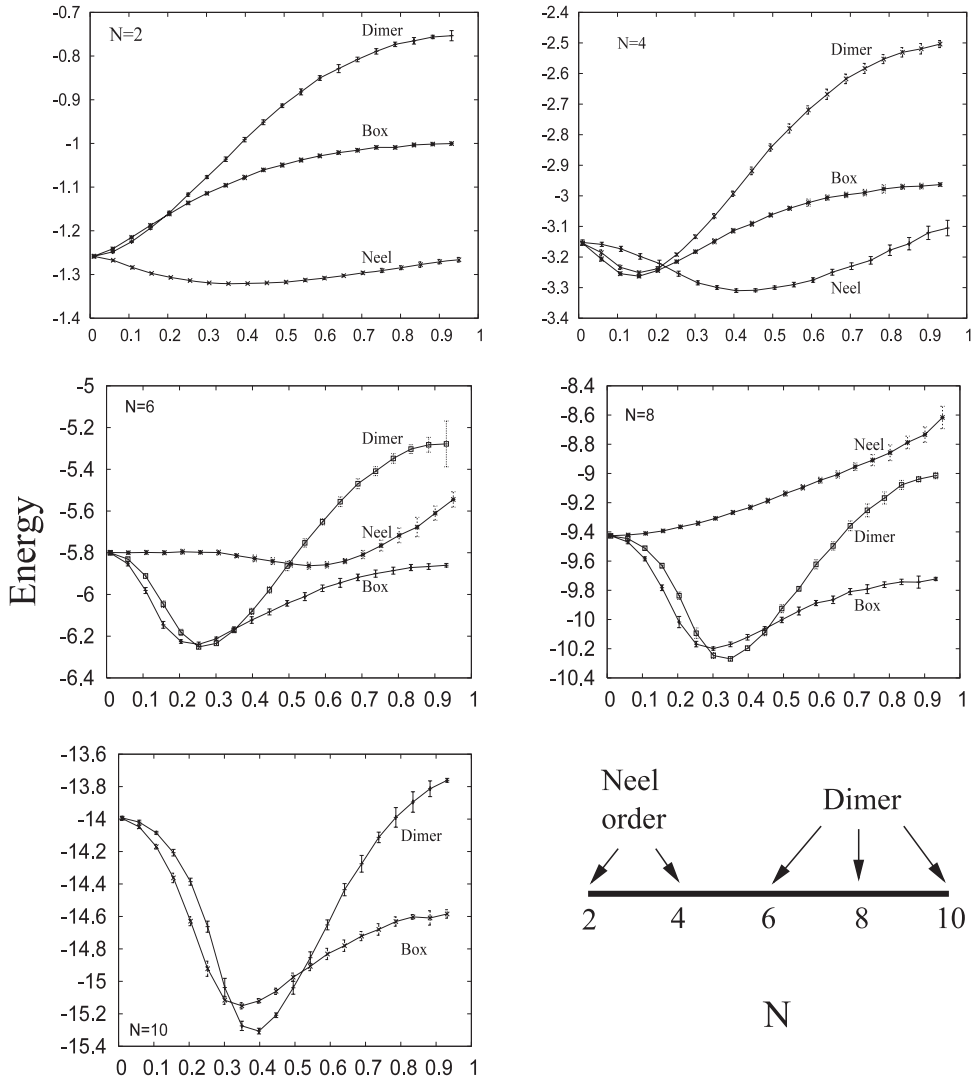 -0.7
-0.8
-0.9
-1
-1.1
-1.2
-1.3
-1.4
N=2
Dimer
Box
Neel
0 0.1 0.2 0.3 0.4 0.5 0.6 0.7 0.8 0.9 1
-2.4
-2.5
-2.6
-2.7
-2.8
-2.9
-3
-3.1
-3.2
-3.3
-3.4
N=4
Dimer
Box
Neel
0 0.1 0.2 0.3 0.4 0.5 0.6 0.7 0.8 0.9 1
Energy
-5
-5.2
-5.4
-5.6
-5.8
-6
-6.2
-6.4
N=6
Dimer
Neel
Box
0 0.1 0.2 0.3 0.4 0.5 0.6 0.7 0.8 0.9 1
-8.4
-8.6
-8.8
-9
-9.2
-9.4
-9.6
-9.8
-10
-10.2
-10.4
N=8
Neel
Dimer
Box
0 0.1 0.2 0.3 0.4 0.5 0.6 0.7 0.8 0.9 1
-13.6
-13.8
-14
-14.2
-14.4
-14.6
-14.8
-15
-15.2
-15.4
N=10
Dimer
Box
0 0.1 0.2 0.3 0.4 0.5 0.6 0.7 0.8 0.9 1
Neel
order
Dimer
2 4 6 8 10
N